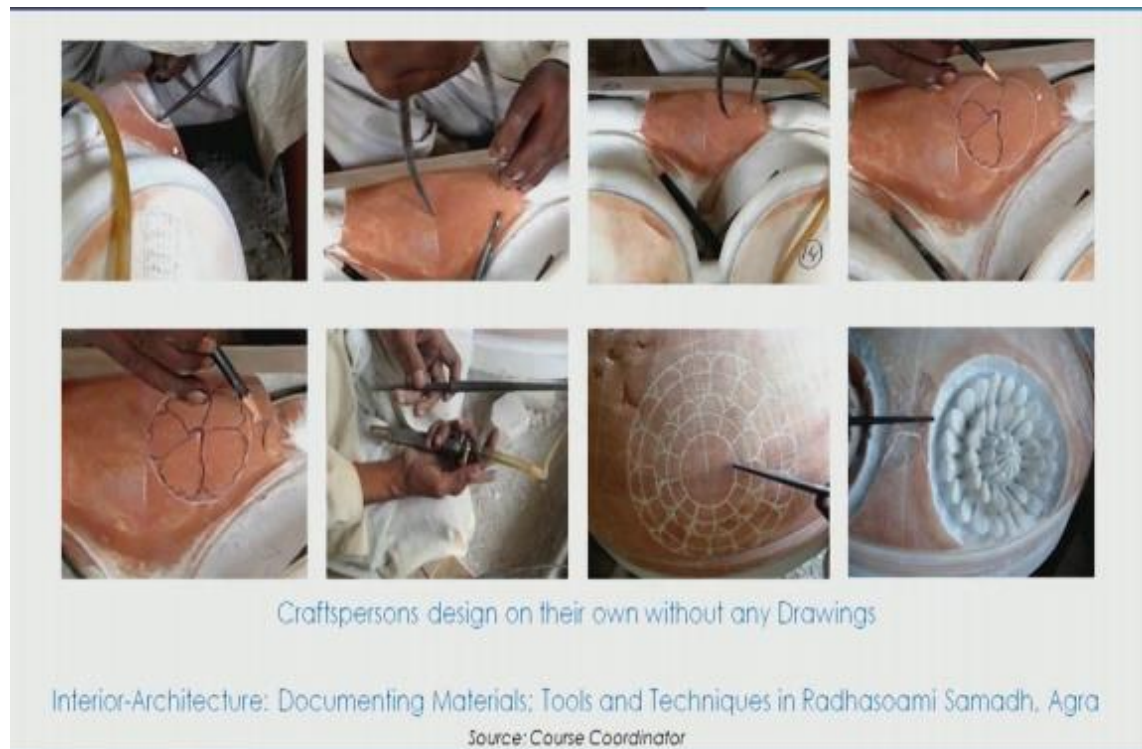 Craftspersons design on their own without any Drawings
Interior-Architecture: Documenting Materials; Tools and Techniques in Radhasoami Samadh, Agra
Source: Course Coordinator